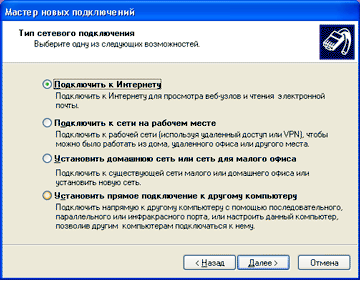 Мастер новых подключений
Тип сетевого подключения
Выберите одну из следующих возможностей.
Подключить к Интернету
Подключить к Интернету для просмотра веб-узлов и чтения электронной
почты.
Подключить к сети на рабочем месте
Подключить к рабочей сети (используя удаленный доступ или VPN), чтобы
можно было работать из дома, удаленного офиса или другого места.
Установить домашнюю сеть или сеть для малого офиса
Подключить к существующей сети малого или домашнего офиса или
установить новую сеть.
Установить прямое подключение к другому компьютеру
Подключить напрямую к другому компьютеру с помощью последовательного,
параллельного или инфракрасного порта, или настроить данный компьютер,
позволив другим компьютерам подключаться к нему.
< Назад Далее > Отмена